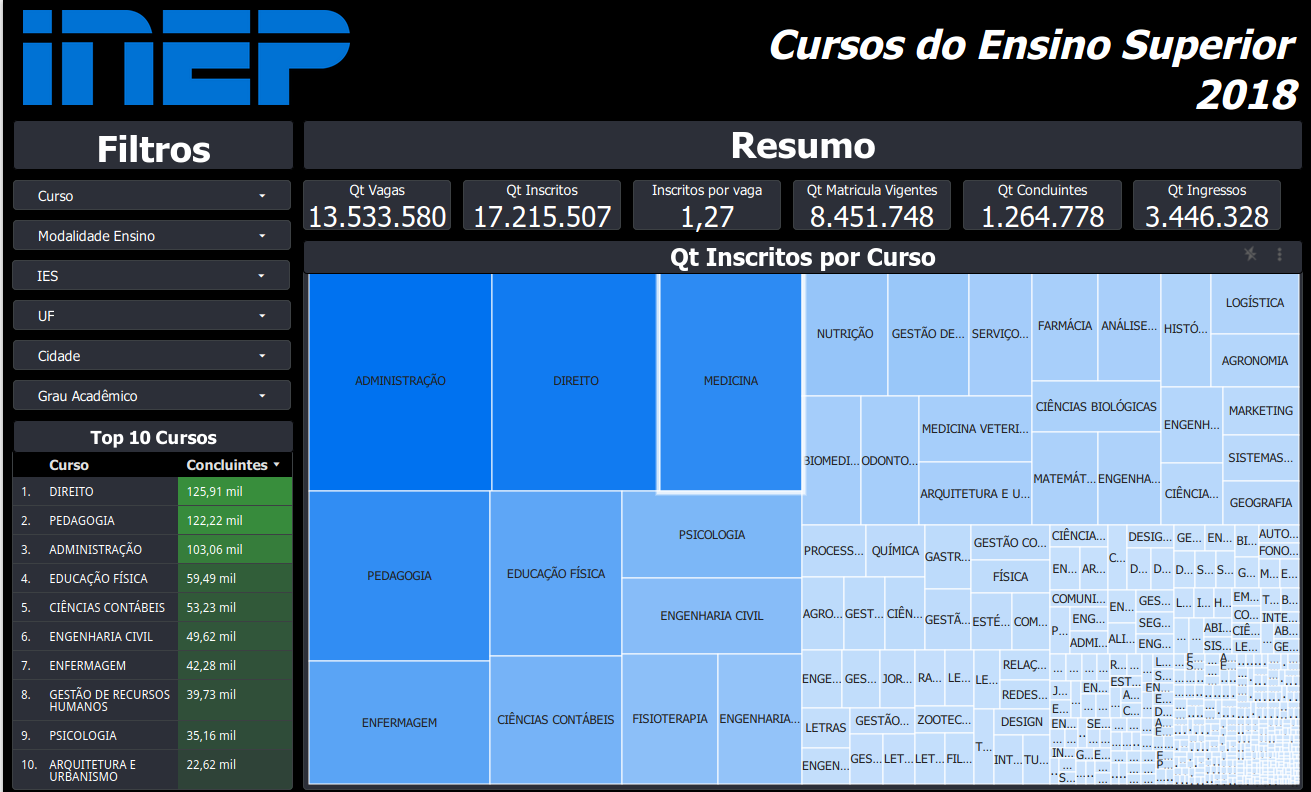 INEP
Cursos do Ensino Superior
2018
Filtros
Curso
Modalidade Ensino
IES
UF
Cidade
Grau Acadêmico
Top 10 Cursos
Curso Concluintes
1. DIREITO 125,91 mil
2. PEDAGOGIA 122,22 mil
3. ADMINISTRAÇÃO 103,06 mil
4. EDUCAÇÃO FÍSICA 59,49 mil
5. CIÊNCIAS CONTÁBEIS 53,23 mil
6. ENGENHARIA CIVIL 49,62 mil
7. ENFERMAGEM 42,28 mil
8. GESTÃO DE RECURSOS 39,73 mil
HUMANOS
9. PSICOLOGIA 35,16 mil
10. ARQUITETURA E 22,62 mil
URBANISMO
Resumo
Qt Vagas
13.533.580
Qt Inscritos
17.215.507
Inscritos por vaga
1,27
Qt Matricula Vigentes
8.451.748
Qt Concluintes
1.264.778
Qt Ingressos
3.446.328
Qt Inscritos por Curso
ADMINISTRAÇÃO
DIREITO
MEDICINA
PEDAGOGIA
EDUCAÇÃO FÍSICA
PSICOLOGIA
ENGENHARIA CIVIL
ENFERMAGEM
CIÊNCIAS CONTÁBEIS
FISIOTERAPIA
ENGENHARIA...
NUTRIÇÃO
GESTÃO DE...
SERVIÇO...
FARMÁCIA
ANÁLISE...
HISTÓ...
LOGÍSTICA
AGRONOMIA
BIOMEDI...
ODONTO...
MEDICINA VETERI...
ARQUITETURA E U...
CIÊNCIAS BIOLÓGICAS
MATEMÁT...
ENGENHA...
ENGENH...
CIÊNCIA...
MARKETING
SISTEMAS...
GEOGRAFIA
PROCESS...
QUÍMICA
GASTR...
GESTÃO CO...
FÍSICA
AGRO...
GEST...
CIÊN...
GESTÃ...
ESTÉ...
COM...
ENGE...
GES...
JOR...
RA...
LE...
LE...
RELAÇ...
REDES...
LETRAS
GESTÃO...
ZOOTEC...
DESIGN
ENGEN...
GES...
LET...
LET...
FIL...
T...
INT...
TU...
CIÊNCIA...
EN...
AR...
COMUNI...
P...
ENG...
ADMI...
C...
DESIG...
D...
D...
EN...
GES...
SEG...
ALI...
ENG...
GE...
EN...
BI...
AUTO...
FONO...
D...
S...
S...
G...
M...
E...
L...
I...
H...
EM...
T...
B...
CO...
INTE...
ABI...
CIÊ...
AB...
SIS...
LE...
GE...
R...
EST...
J...
EN...
A...
E...
C...
EN...
SE...
IN...
G...
E...
S...
L...
S...
EN...